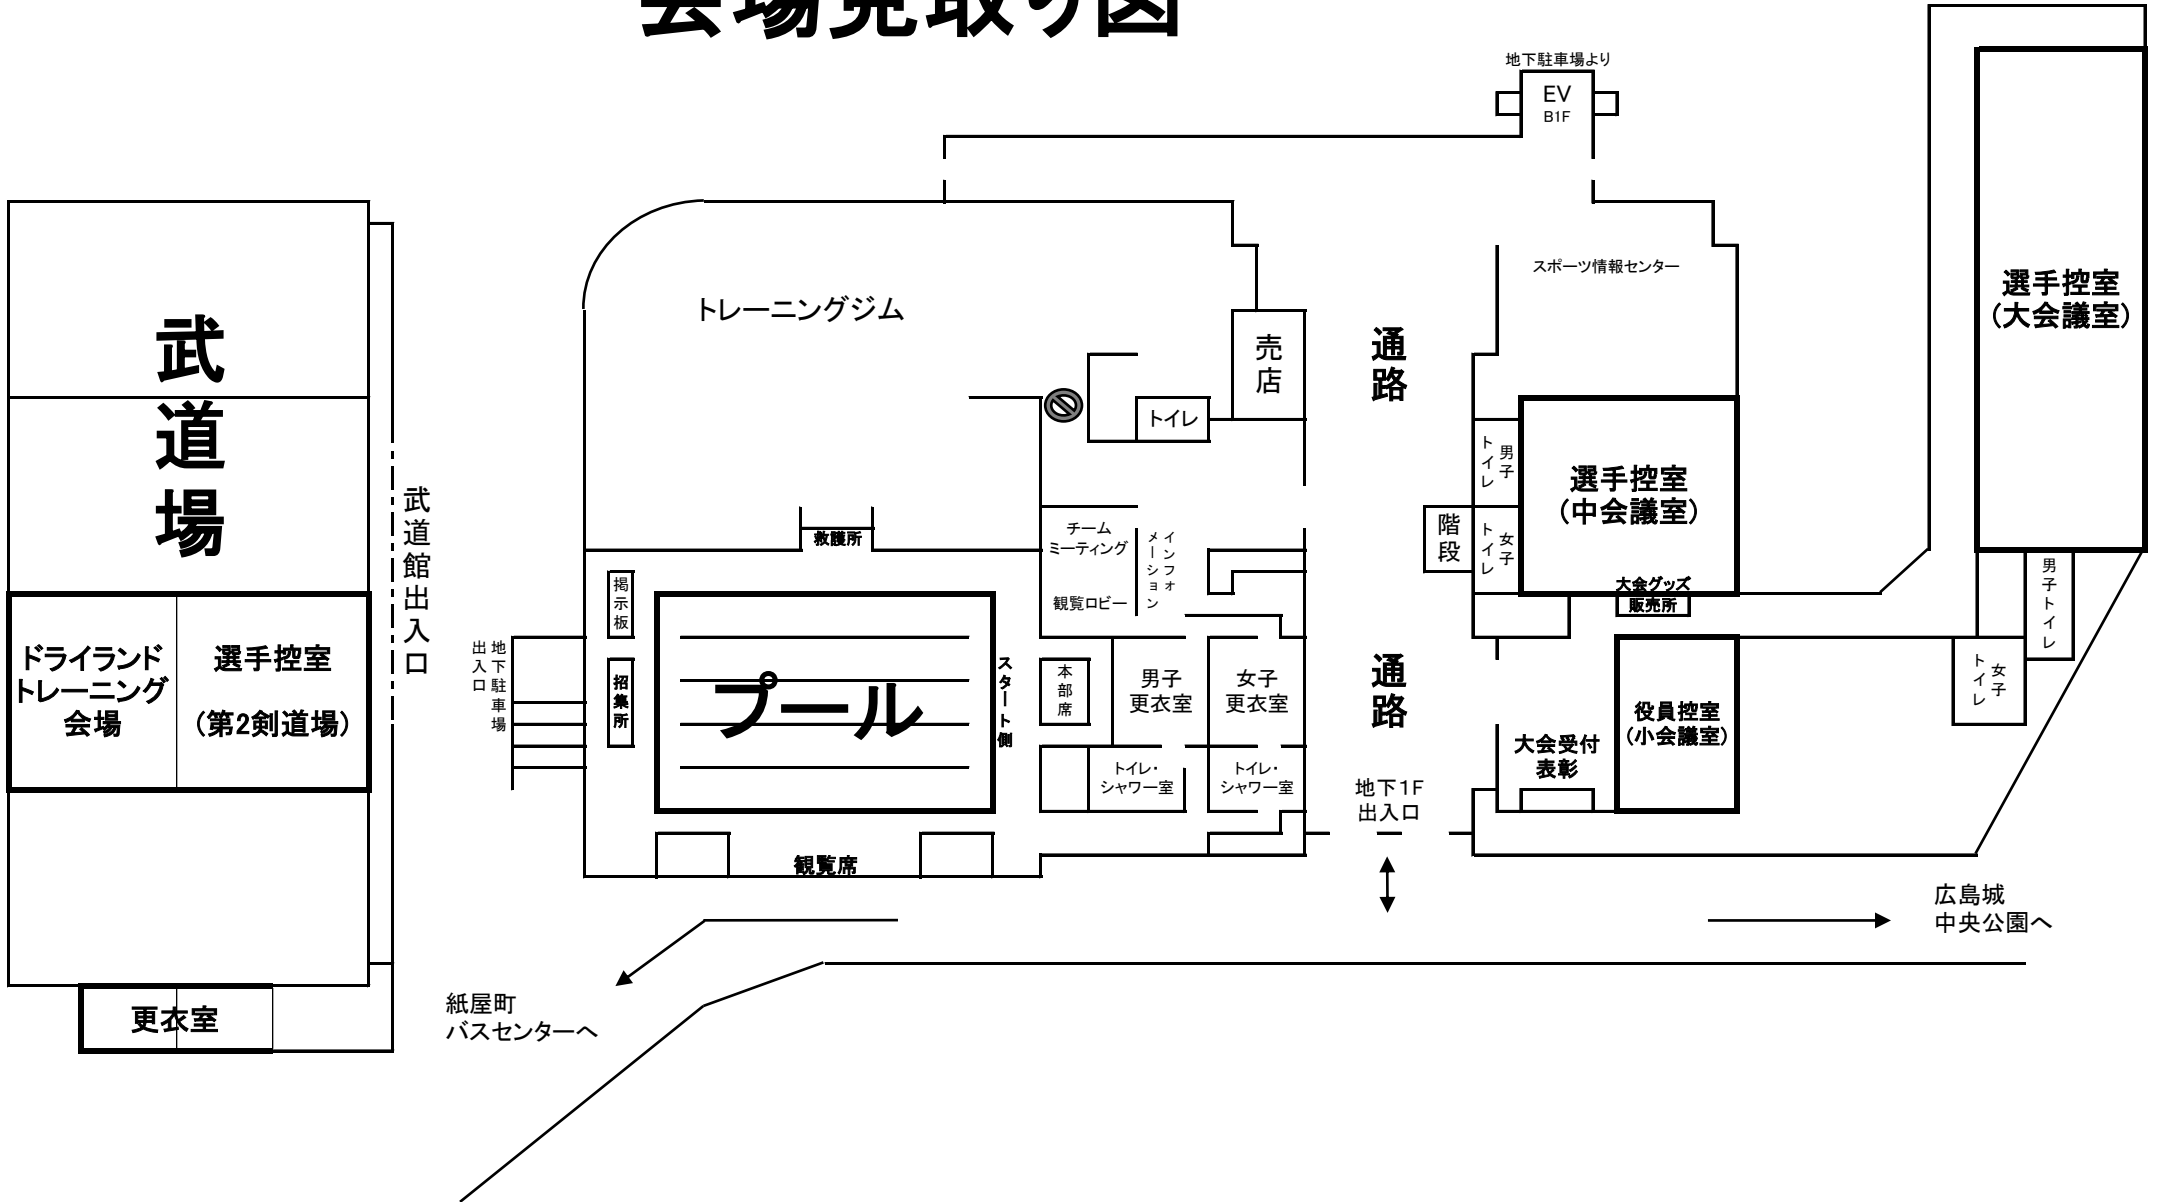 会場見取り図
地下駐車場より
EV
B1F
スポーツ情報センター
選手控室
(大会議室)
トレーニングジム
武道場
売店
通路
トイレ
男子
トイレ
選手控室
(中会議室)
武道館出入口
階段
女子
トイレ
救護所
チーム
ミーティング
インフォ
メーション
観覧ロビー
掲示板
大会グッズ
販売所
男子トイレ
ドライランド
トレーニング
会場
選手控室
(第2剣道場)
地下駐車場
出入口
招集所
プール
スタート側
本部席
男子
更衣室
女子
更衣室
通路
女子
トイレ
役員控室
(小会議室)
大会受付
表彰
トイレ・
シャワー室
トイレ・
シャワー室
地下1F
出入口
観覧席
広島城
中央公園へ
紙屋町
バスセンターへ
更衣室